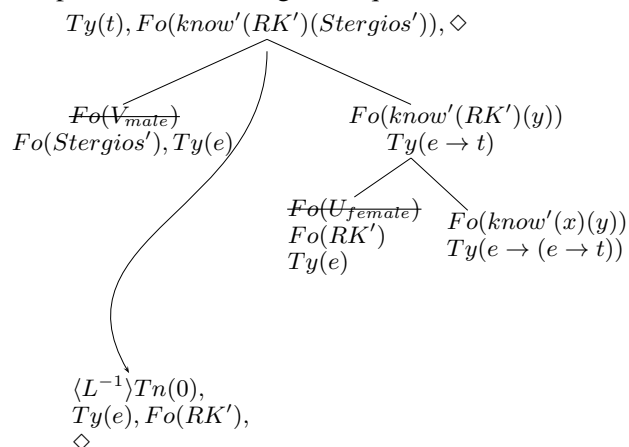 Ty(t), Fo(know′(RK′)(Stergios′)), ◇
Fo(V_male)
Fo(Stergios′), Ty(e)
Fo(know′(RK′)(y))
Ty(e → t)
Fo(U_female)
Fo(RK′)
Ty(e)
Fo(know′(x)(y))
Ty(e → (e → t))
⟨L⁻¹⟩Tn(0),
Ty(e), Fo(RK′),
◇